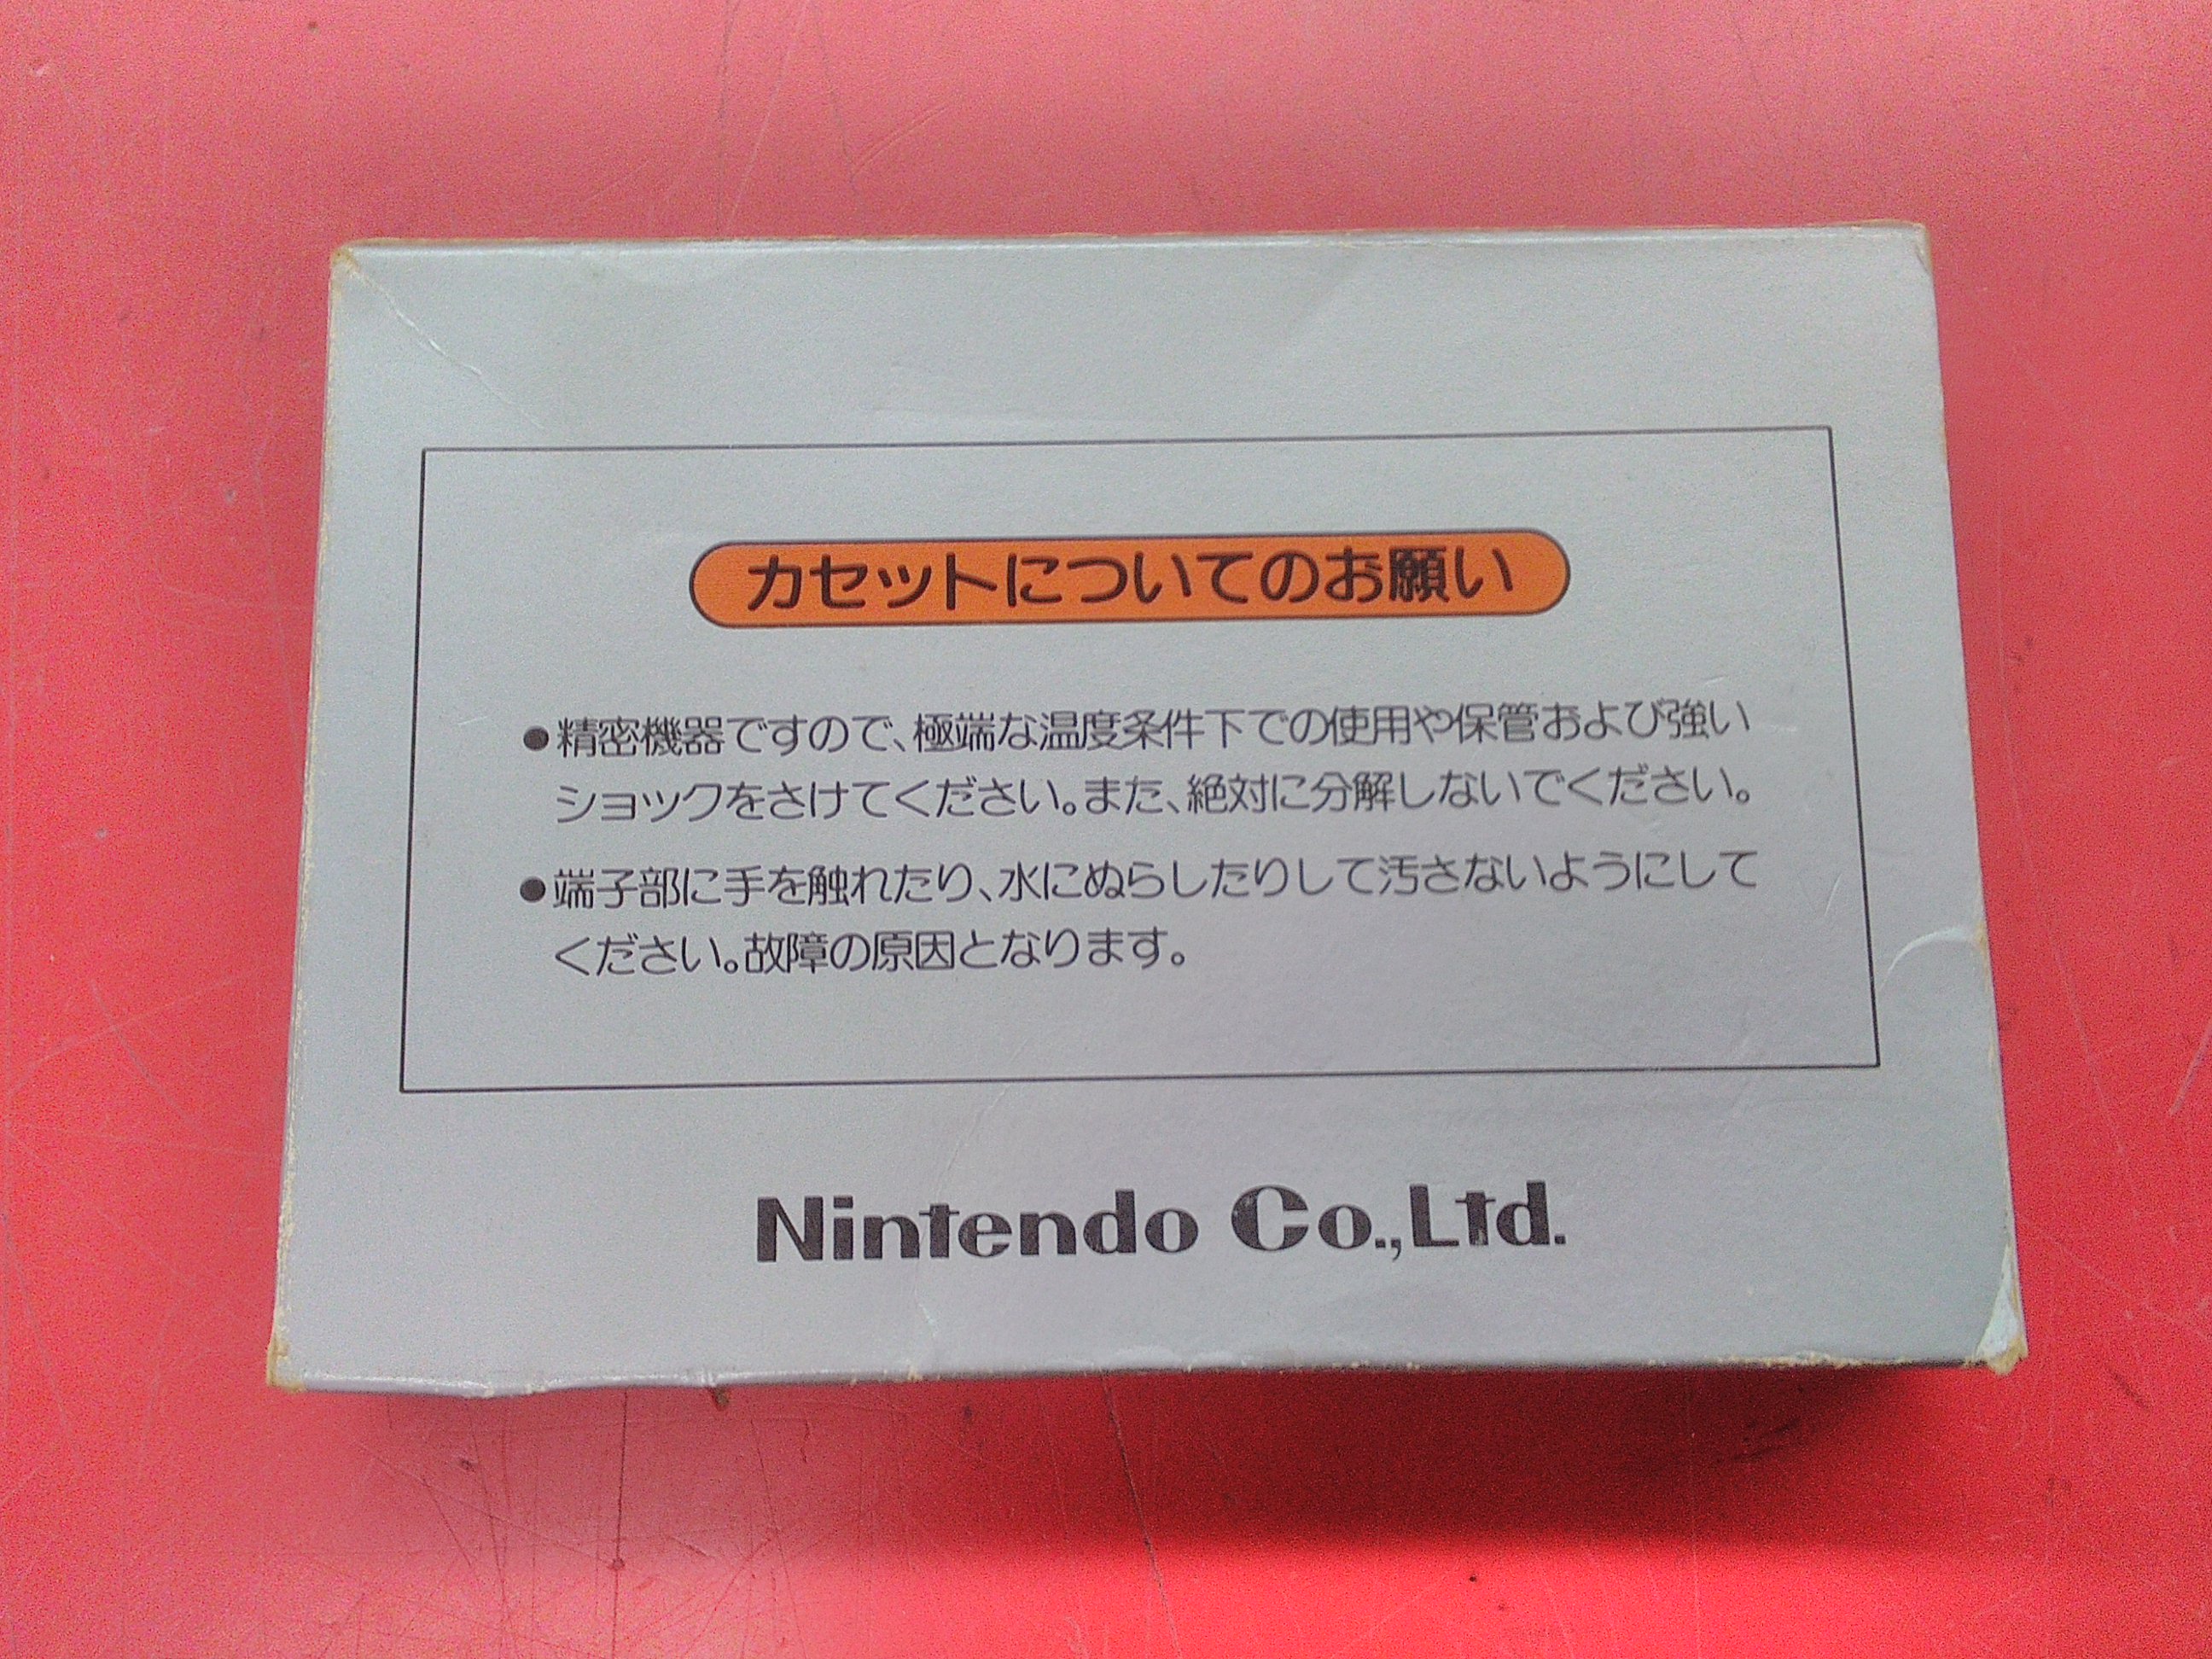 カセットについてのお願い
●精密機器ですので、極端な温度条件下での使用や保管および強い
ショックをさけてください。また、絶対に分解しないでください。
●端子部に手を触れたり、水にぬらしたりして汚さないようにして
ください。故障の原因となります。
Nintendo Co.,Ltd.